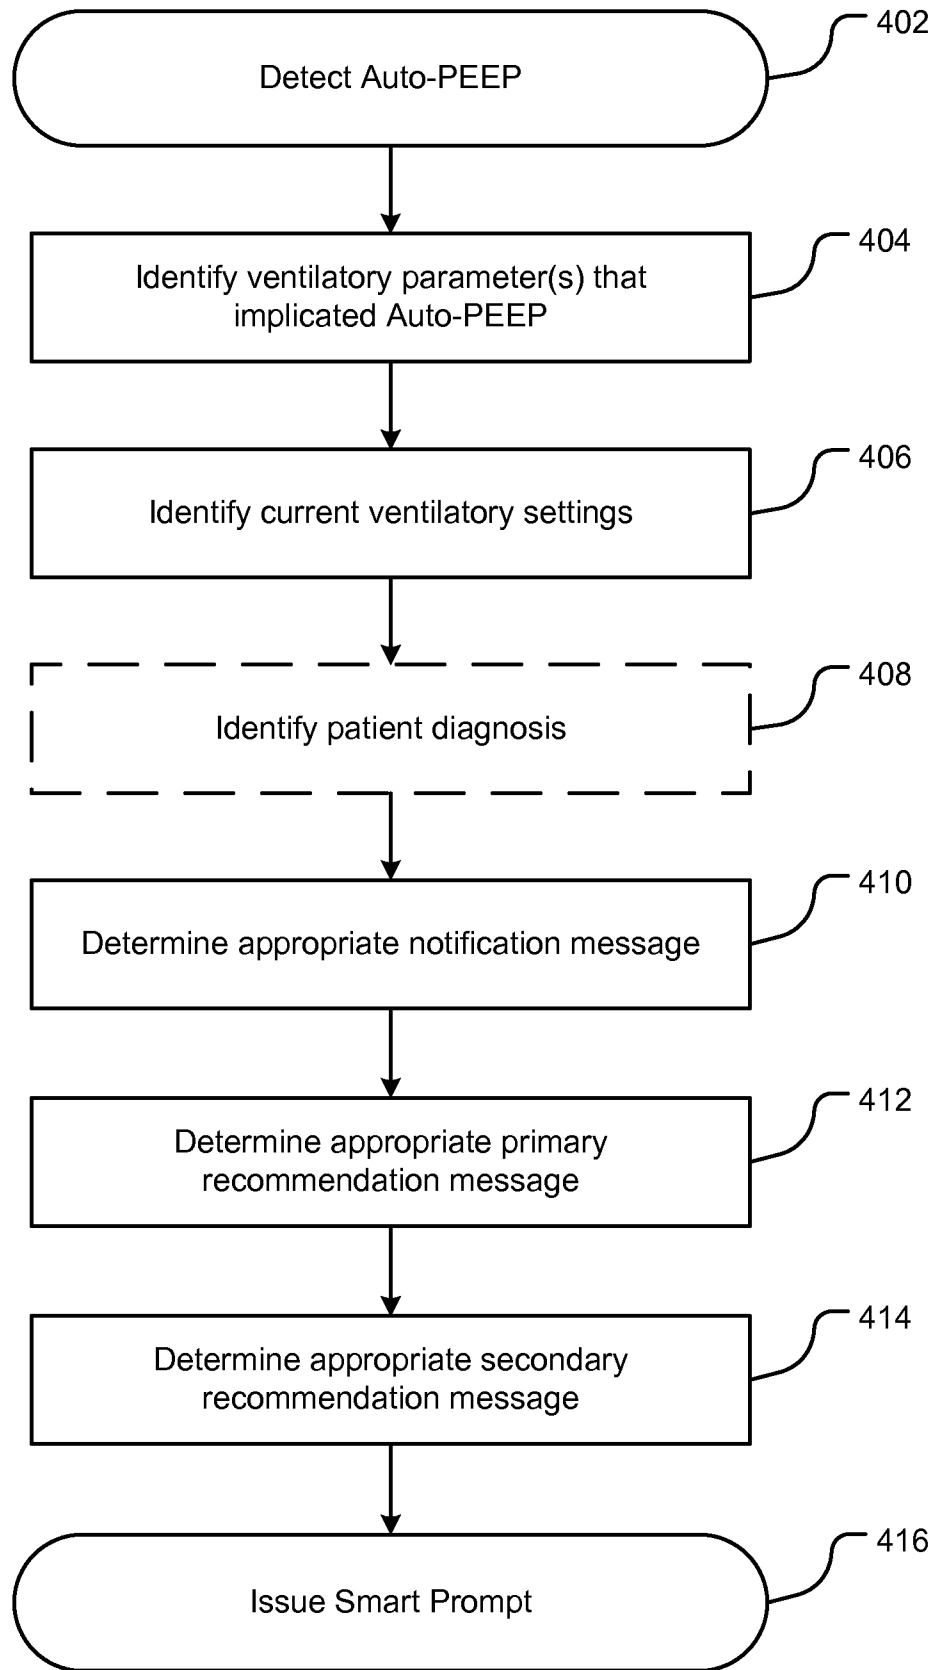 402
Detect Auto-PEEP
404
Identify ventilatory parameter(s) that
implicated Auto-PEEP
406
Identify current ventilatory settings
408
Identify patient diagnosis
410
Determine appropriate notification message
412
Determine appropriate primary
recommendation message
414
Determine appropriate secondary
recommendation message
416
Issue Smart Prompt